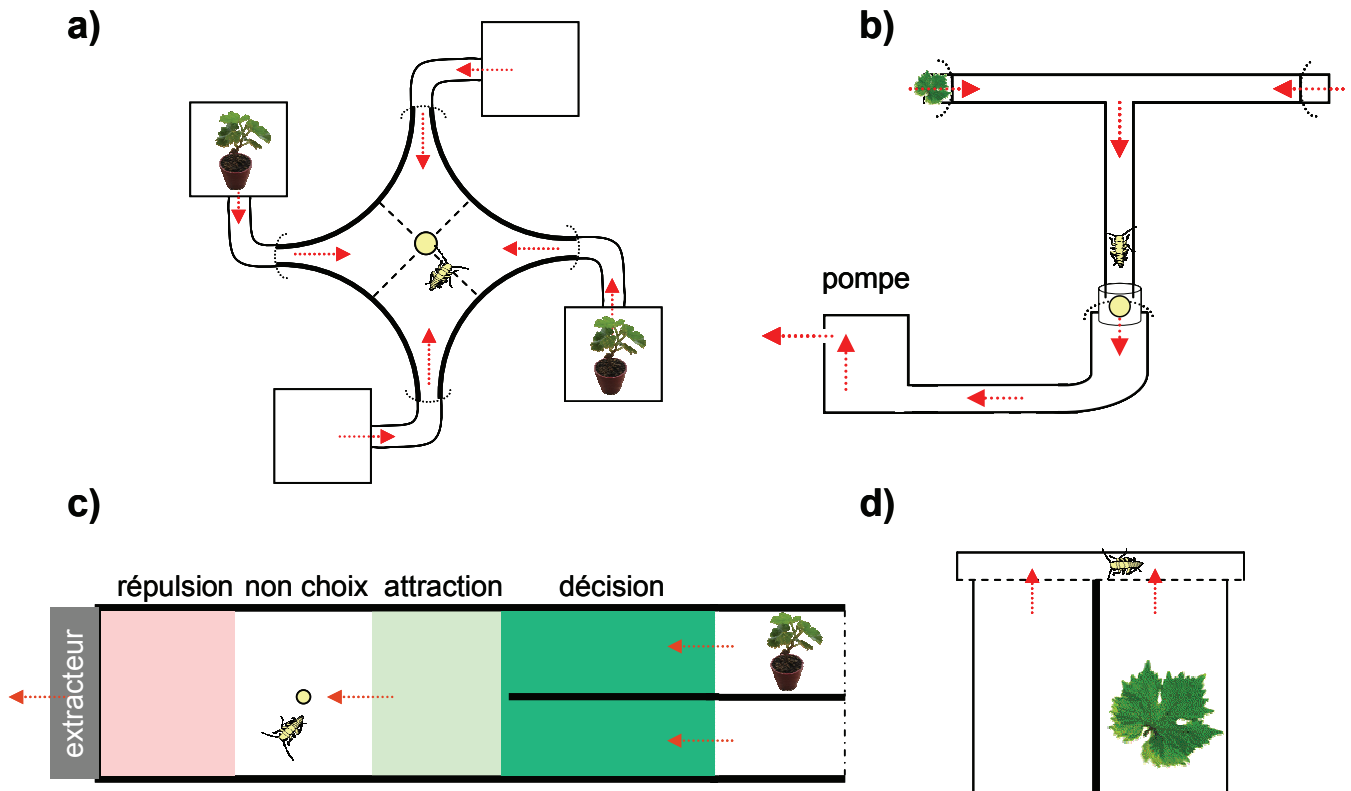 a)
b)
pompe
c)
répulsion non choix attraction décision
extracteur
d)